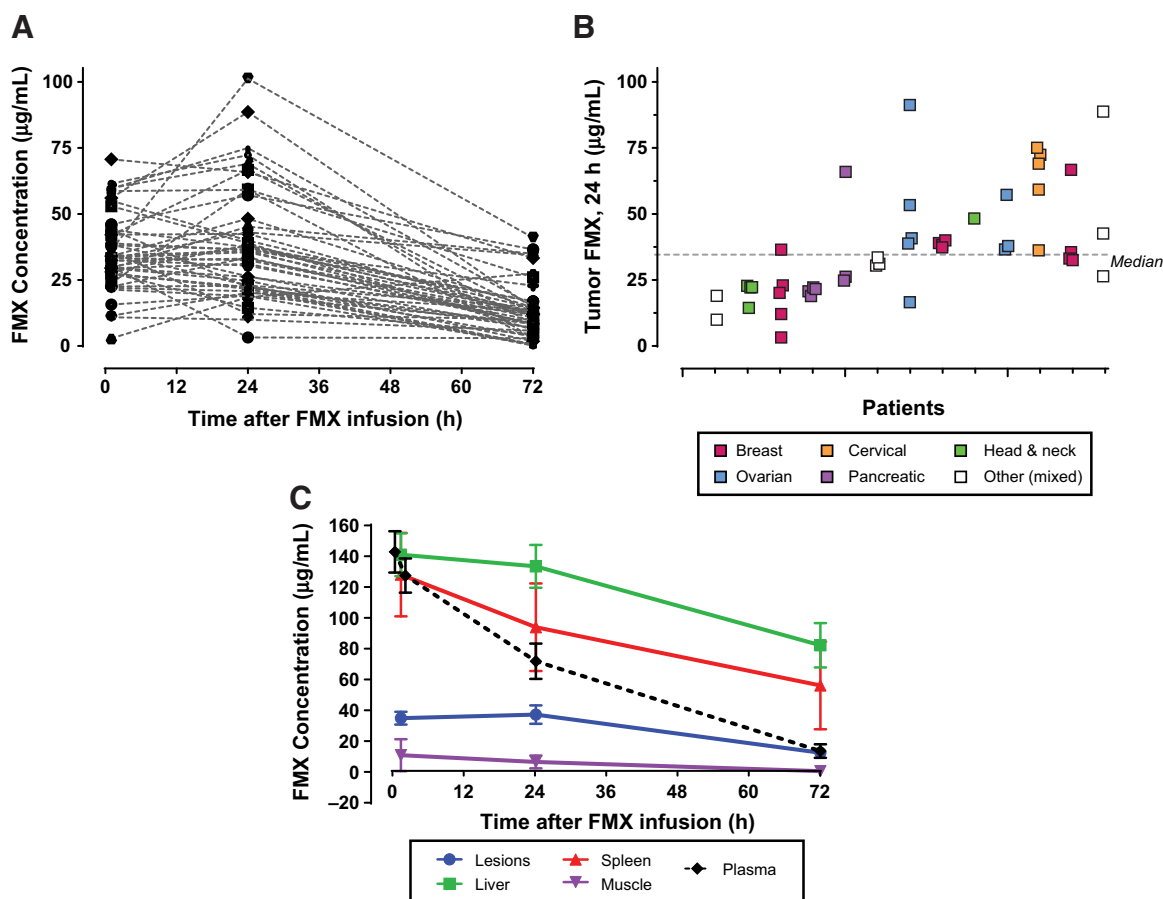 A
FMX Concentration (μg/mL)
100
75
50
25
0
0 12 24 36 48 60 72
Time after FMX infusion (h)
B
Tumor FMX, 24 h (μg/mL)
100
75
50
25
0
Median
Patients
Breast Cervical Head & neck
Ovarian Pancreatic Other (mixed)
C
FMX Concentration (μg/mL)
160
140
120
100
80
60
40
20
0
–20
0 12 24 36 48 60 72
Time after FMX infusion (h)
Lesions Spleen Plasma
Liver Muscle